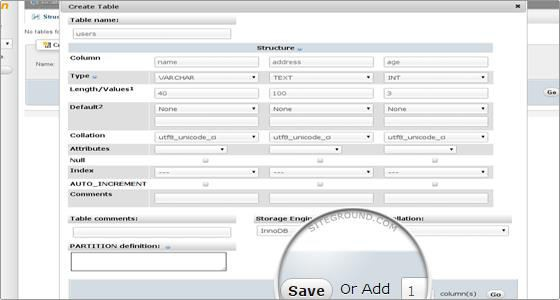 Create Table
Struc
Table name:
No tables fo
users
Cr
Structure
Name:
Column name address age
Type VARCHAR TEXT INT
Length/Values¹ 40 100 3
Default² None None None
Go
Collation utf8_unicode_ci utf8_unicode_ci utf8_unicode_ci
Attributes
Null
Index --- --- ---
AUTO_INCREMENT
Comments
Table comments: Storage Engin ollation:
InnoDB
SITEGROUND.COM
PARTITION definition:
Save Or Add 1 column(s) Go